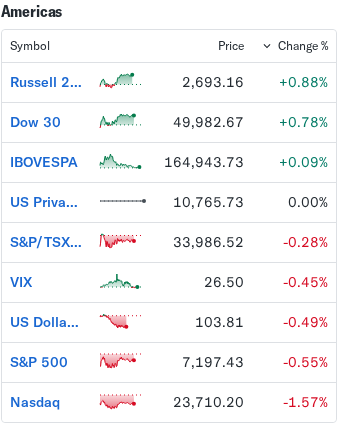 Americas
Symbol Price Change %
Russell 2... 2,693.16 +0.88%
Dow 30 49,982.67 +0.78%
IBOVESPA 164,943.73 +0.09%
US Priva... 10,765.73 0.00%
S&P/TSX... 33,986.52 -0.28%
VIX 26.50 -0.45%
US Dolla... 103.81 -0.49%
S&P 500 7,197.43 -0.55%
Nasdaq 23,710.20 -1.57%